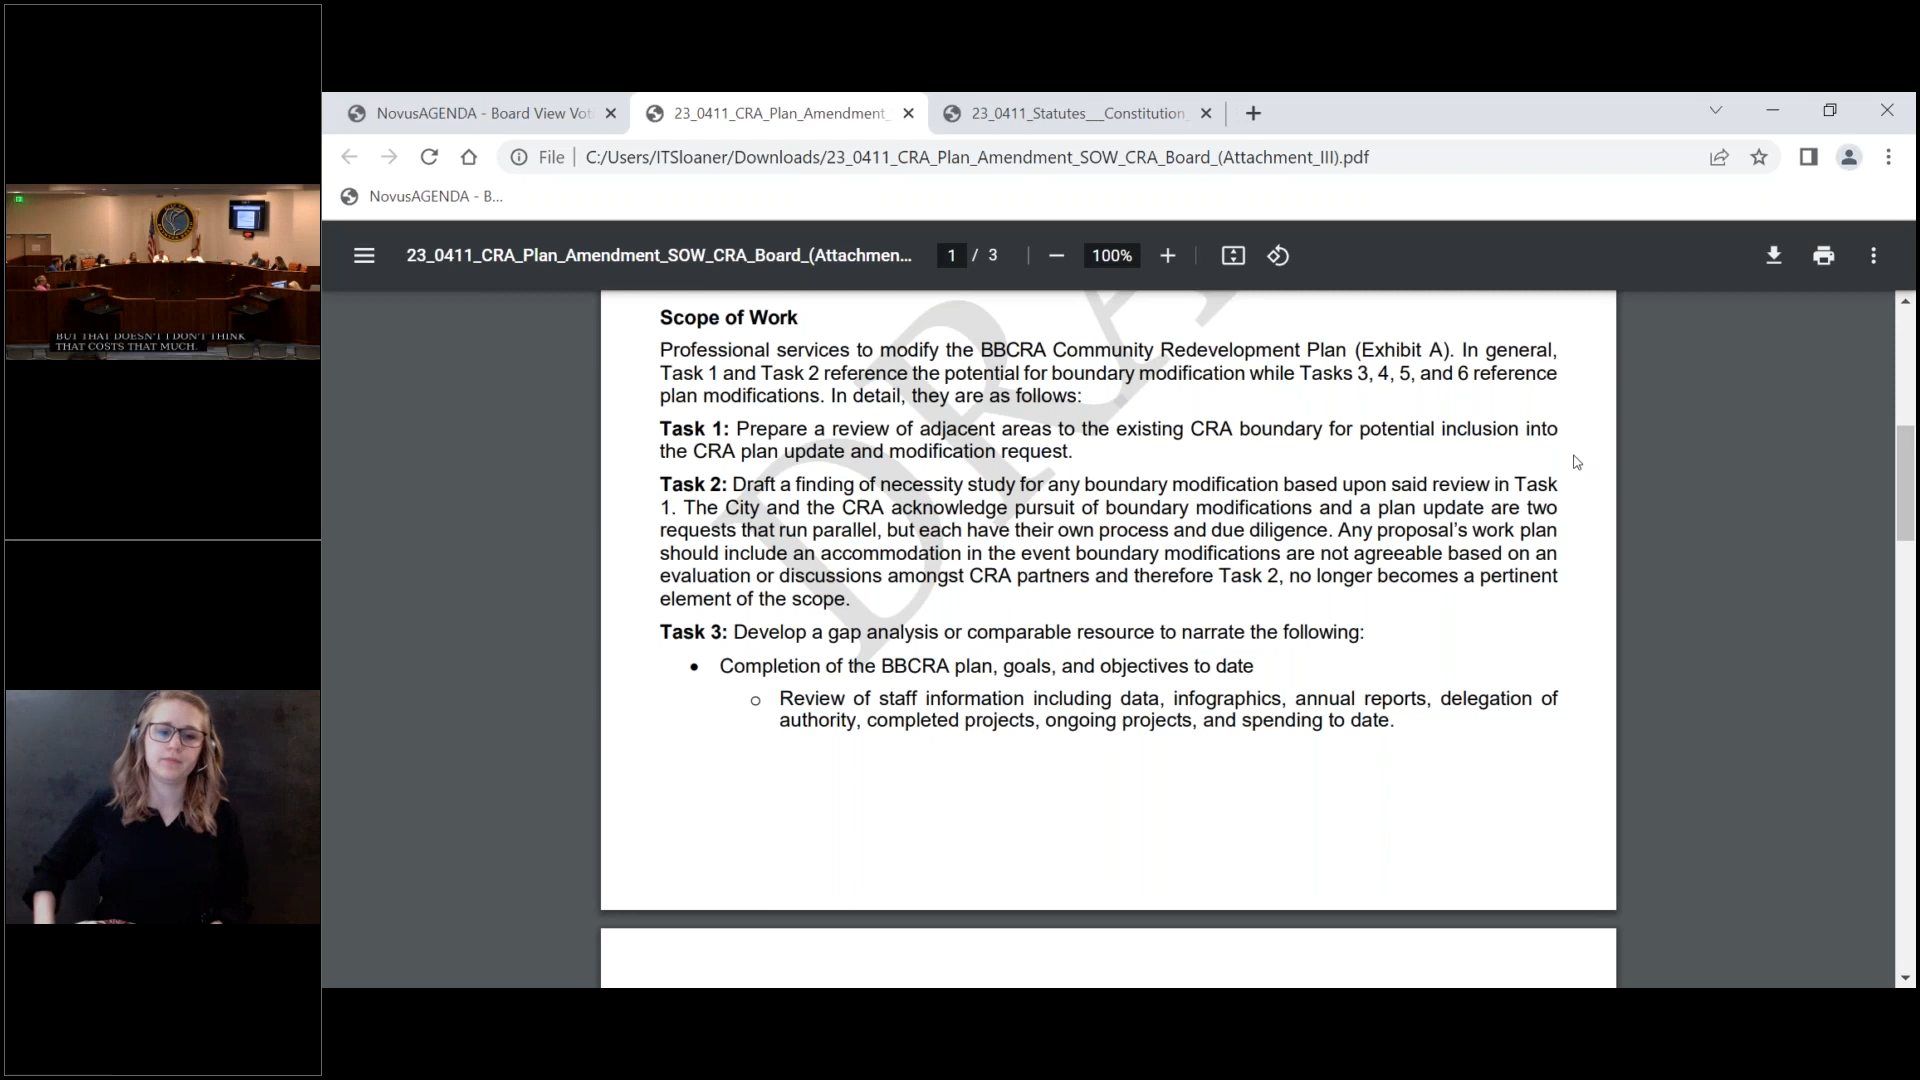 NovusAGENDA - Board View Vot
23_0411_CRA_Plan_Amendment_
23_0411_Statutes___Constitution_
File
C:/Users/ITSloaner/Downloads/23_0411_CRA_Plan_Amendment_SOW_CRA_Board_(Attachment_III).pdf
NovusAGENDA - B...
23_0411_CRA_Plan_Amendment_SOW_CRA_Board_(Attachmen...
1 / 3
100%
BUT THAT DOESN'T I DON'T THINK
THAT COSTS THAT MUCH.
DRA
Scope of Work
Professional services to modify the BBCRA Community Redevelopment Plan (Exhibit A). In general,
Task 1 and Task 2 reference the potential for boundary modification while Tasks 3, 4, 5, and 6 reference
plan modifications. In detail, they are as follows:
Task 1: Prepare a review of adjacent areas to the existing CRA boundary for potential inclusion into
the CRA plan update and modification request.
Task 2: Draft a finding of necessity study for any boundary modification based upon said review in Task
1. The City and the CRA acknowledge pursuit of boundary modifications and a plan update are two
requests that run parallel, but each have their own process and due diligence. Any proposal's work plan
should include an accommodation in the event boundary modifications are not agreeable based on an
evaluation or discussions amongst CRA partners and therefore Task 2, no longer becomes a pertinent
element of the scope.
Task 3: Develop a gap analysis or comparable resource to narrate the following:
• Completion of the BBCRA plan, goals, and objectives to date
o Review of staff information including data, infographics, annual reports, delegation of
authority, completed projects, ongoing projects, and spending to date.